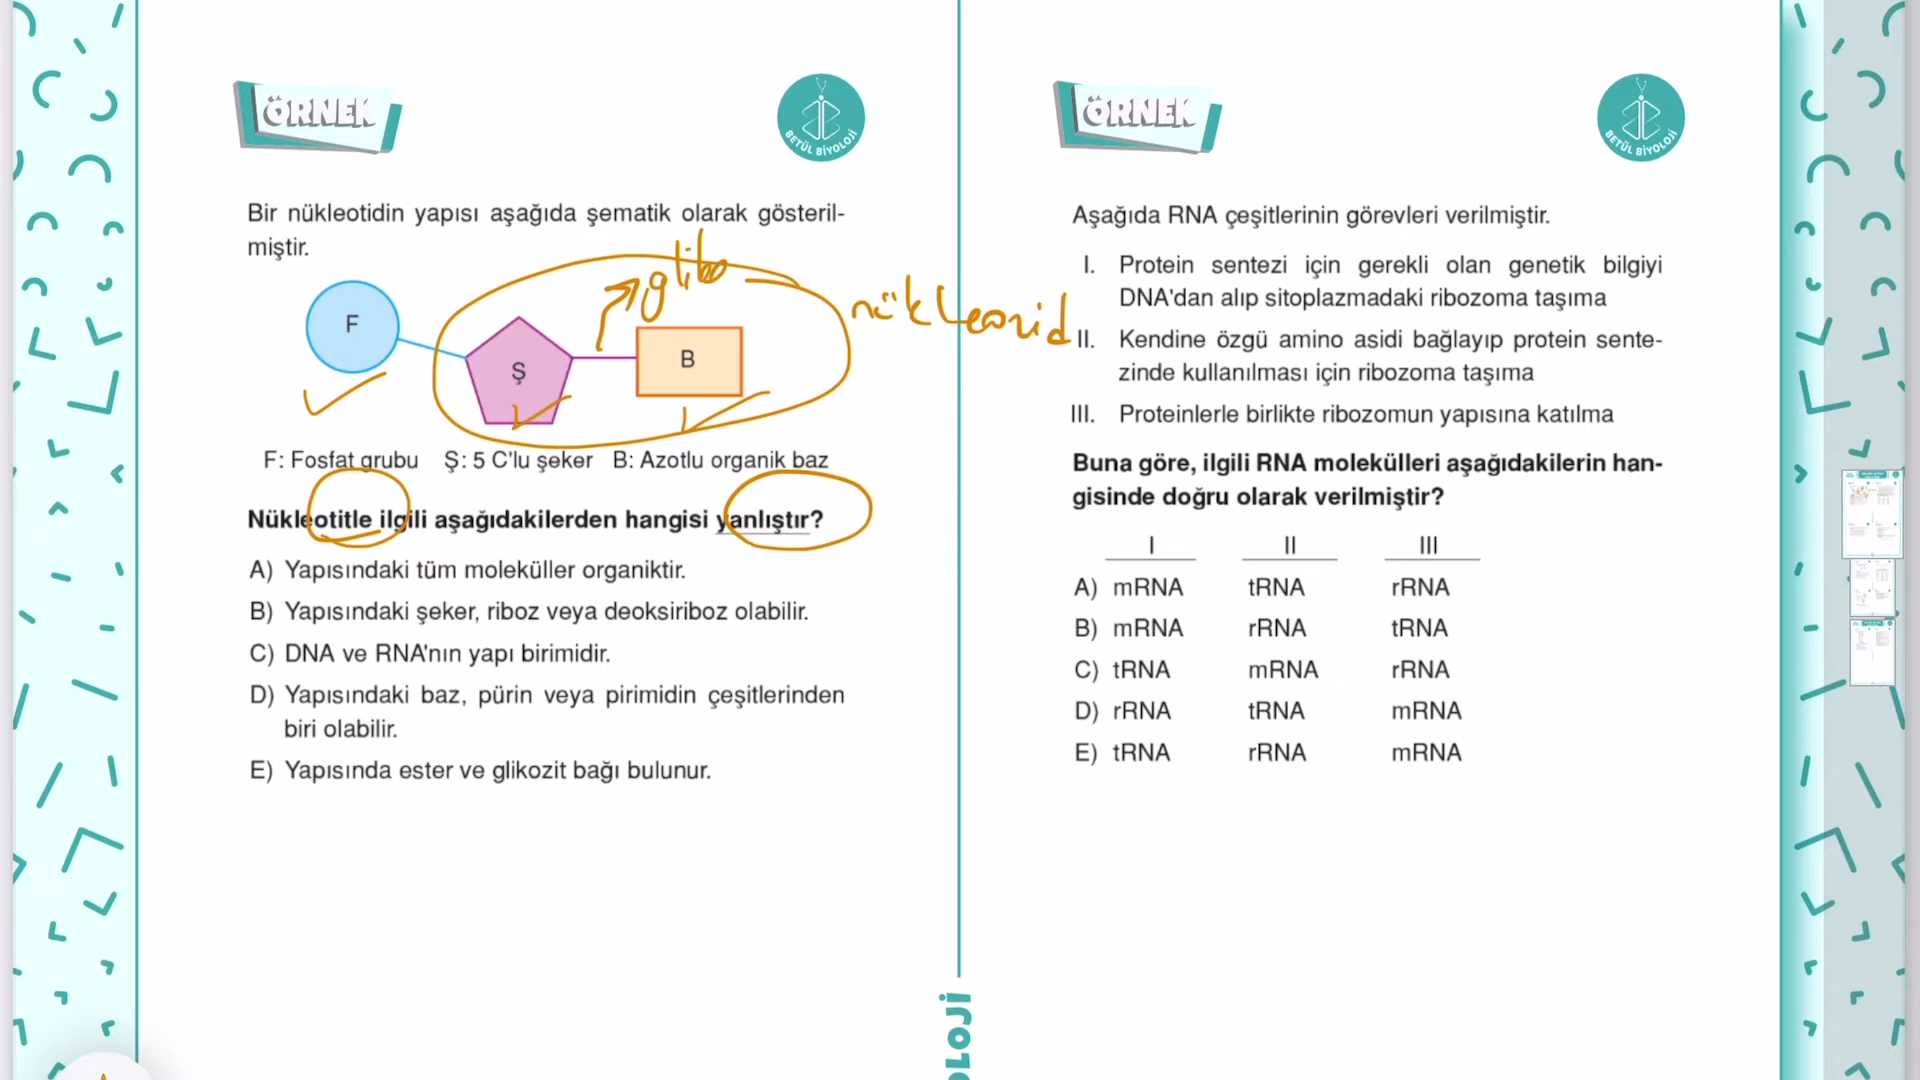 ÖRNEK
BETÜL BİYOLOJİ
Bir nükleotidin yapısı aşağıda şematik olarak gösteril-
miştir.
glibo
nükleozid
F
Ş
B
F: Fosfat grubu Ş: 5 C'lu şeker B: Azotlu organik baz
Nükleotitle ilgili aşağıdakilerden hangisi yanlıştır?
A) Yapısındaki tüm moleküller organiktir.
B) Yapısındaki şeker, riboz veya deoksiriboz olabilir.
C) DNA ve RNA'nın yapı birimidir.
D) Yapısındaki baz, pürin veya pirimidin çeşitlerinden
biri olabilir.
E) Yapısında ester ve glikozit bağı bulunur.
ÖRNEK
BETÜL BİYOLOJİ
Aşağıda RNA çeşitlerinin görevleri verilmiştir.
I. Protein sentezi için gerekli olan genetik bilgiyi
DNA'dan alıp sitoplazmadaki ribozoma taşıma
II. Kendine özgü amino asidi bağlayıp protein sente-
zinde kullanılması için ribozoma taşıma
III. Proteinlerle birlikte ribozomun yapısına katılma
Buna göre, ilgili RNA molekülleri aşağıdakilerin han-
gisinde doğru olarak verilmiştir?
I II III
A) mRNA tRNA rRNA
B) mRNA rRNA tRNA
C) tRNA mRNA rRNA
D) rRNA tRNA mRNA
E) tRNA rRNA mRNA
OLOJİ